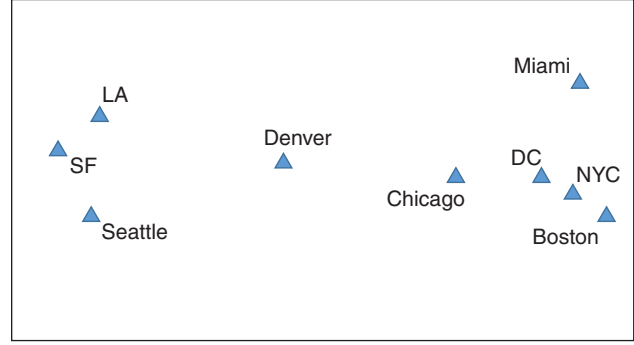 Miami
LA
Denver
DC
SF
NYC
Chicago
Seattle
Boston